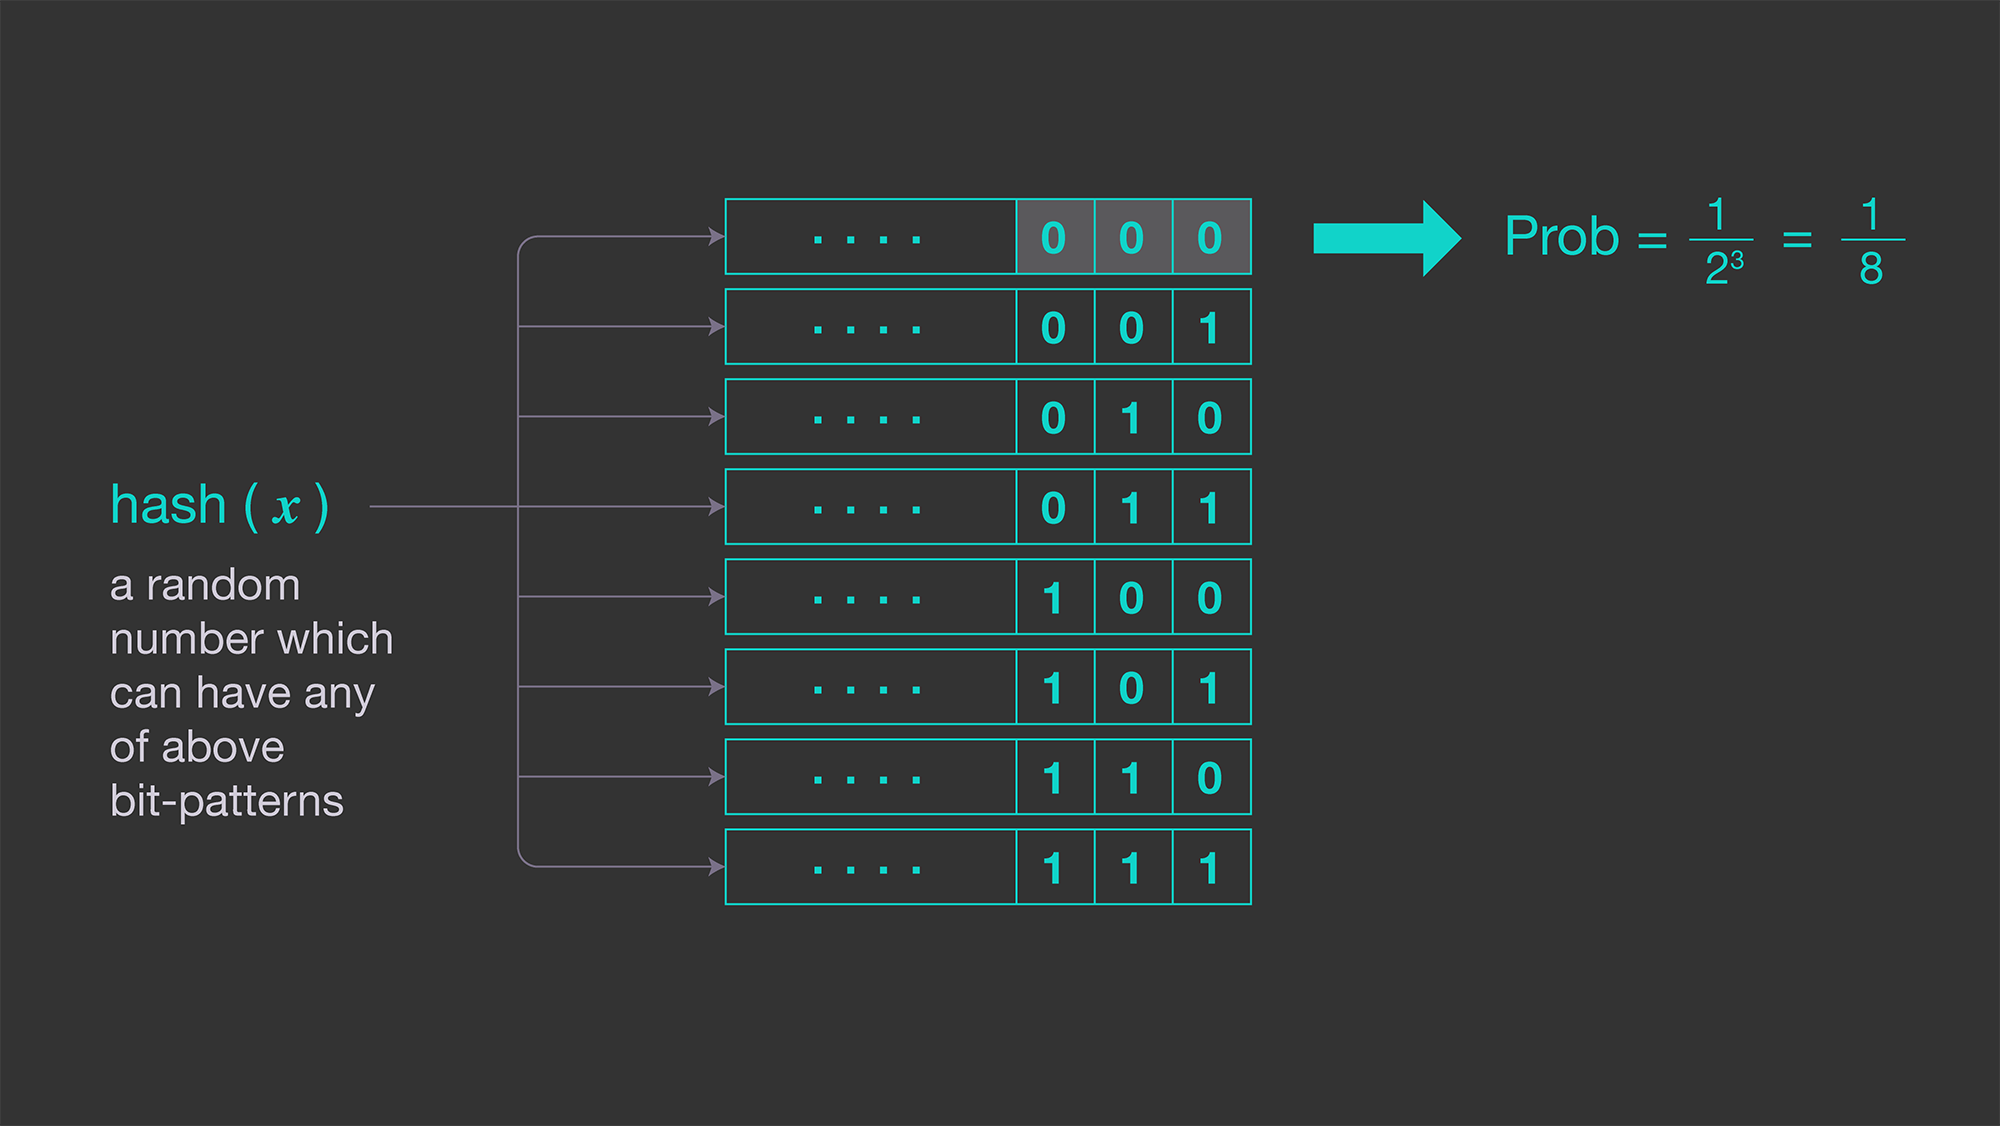 . . . . 0 0 0
Prob = 1/2³ = 1/8
. . . . 0 0 1
. . . . 0 1 0
hash ( x )
. . . . 0 1 1
a random
number which
can have any
of above
bit-patterns
. . . . 1 0 0
. . . . 1 0 1
. . . . 1 1 0
. . . . 1 1 1